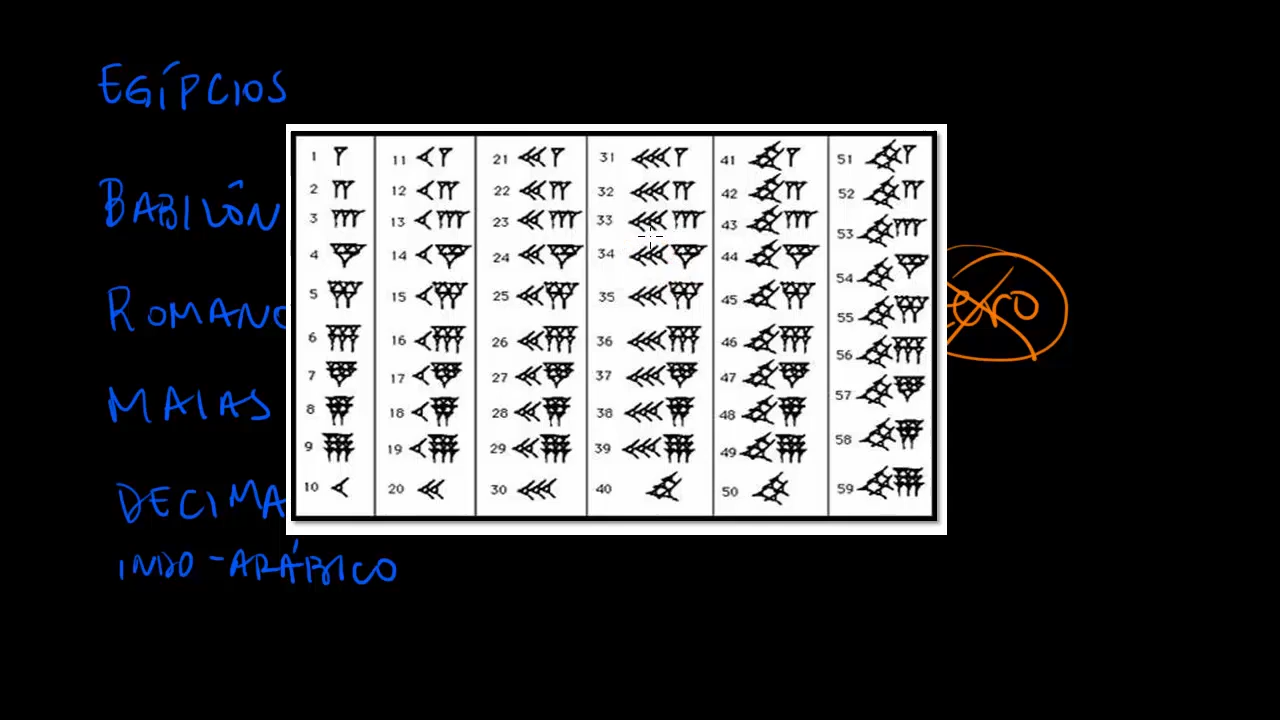 EGÍPCIOS
BABILÔN
ROMANO
MAIAS
DECIMA
INDO-ARÁBICO
1 11 21 31 41 51
2 12 22 32 42 52
3 13 23 33 43 53
4 14 24 34 44 54
5 15 25 35 45 55
6 16 26 36 46 56
7 17 27 37 47 57
8 18 28 38 48 58
9 19 29 39 49 59
10 20 30 40 50